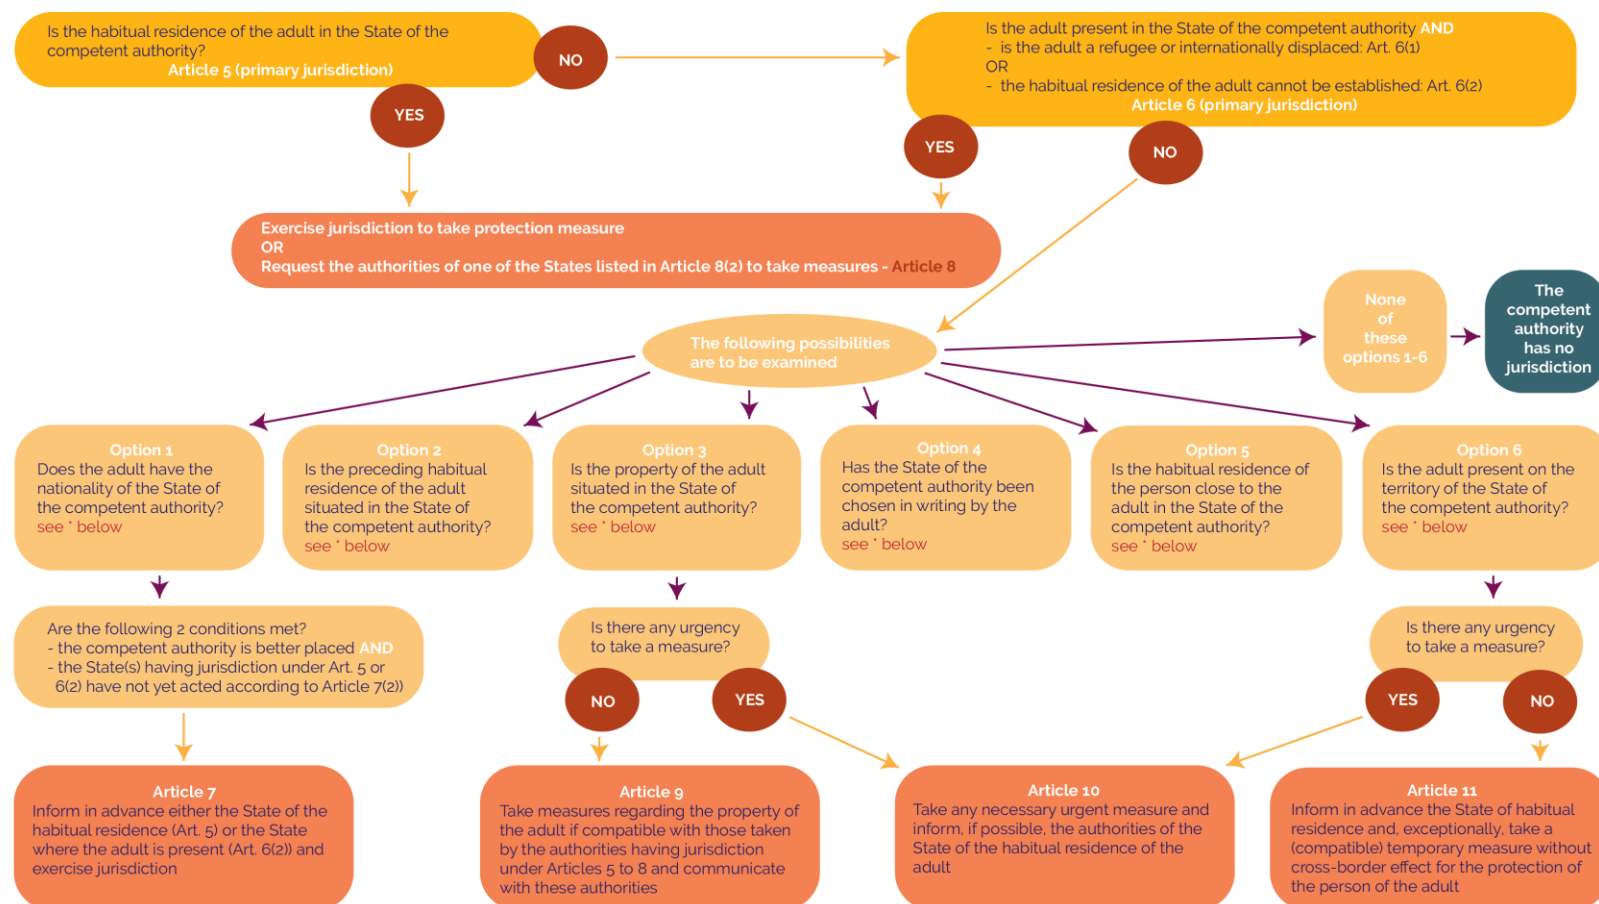 Is the habitual residence of the adult in the State of the
competent authority?
Article 5 (primary jurisdiction)
NO
YES
Is the adult present in the State of the competent authority AND
- is the adult a refugee or internationally displaced: Art. 6(1)
OR
- the habitual residence of the adult cannot be established: Art. 6(2)
Article 6 (primary jurisdiction)
YES
NO
Exercise jurisdiction to take protection measure
OR
Request the authorities of one of the States listed in Article 8(2) to take measures - Article 8
The following possibilities
are to be examined
None
of
these
options 1-6
The
competent
authority
has no
jurisdiction
Option 1
Does the adult have the
nationality of the State of
the competent authority?
see * below
Option 2
Is the preceding habitual
residence of the adult
situated in the State of
the competent authority?
see * below
Option 3
Is the property of the adult
situated in the State of
the competent authority?
see * below
Option 4
Has the State of the
competent authority been
chosen in writing by the
adult?
see * below
Option 5
Is the habitual residence of
the person close to the
adult in the State of the
competent authority?
see * below
Option 6
Is the adult present on the
territory of the State of
the competent authority?
see * below
Are the following 2 conditions met?
- the competent authority is better placed AND
- the State(s) having jurisdiction under Art. 5 or
6(2) have not yet acted according to Article 7(2))
Is there any urgency
to take a measure?
NO
YES
Is there any urgency
to take a measure?
YES
NO
Article 7
Inform in advance either the State of the
habitual residence (Art. 5) or the State
where the adult is present (Art. 6(2)) and
exercise jurisdiction
Article 9
Take measures regarding the property of
the adult if compatible with those taken
by the authorities having jurisdiction
under Articles 5 to 8 and communicate
with these authorities
Article 10
Take any necessary urgent measure and
inform, if possible, the authorities of the
State of the habitual residence of the
adult
Article 11
Inform in advance the State of habitual
residence and, exceptionally, take a
(compatible) temporary measure without
cross-border effect for the protection of
the person of the adult